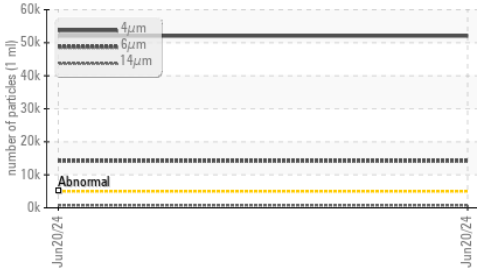 60k
50k
40k
30k
20k
10k
0k
number of particles (1 ml)
4µm
6µm
14µm
Abnormal
Jun20/24
Jun20/24